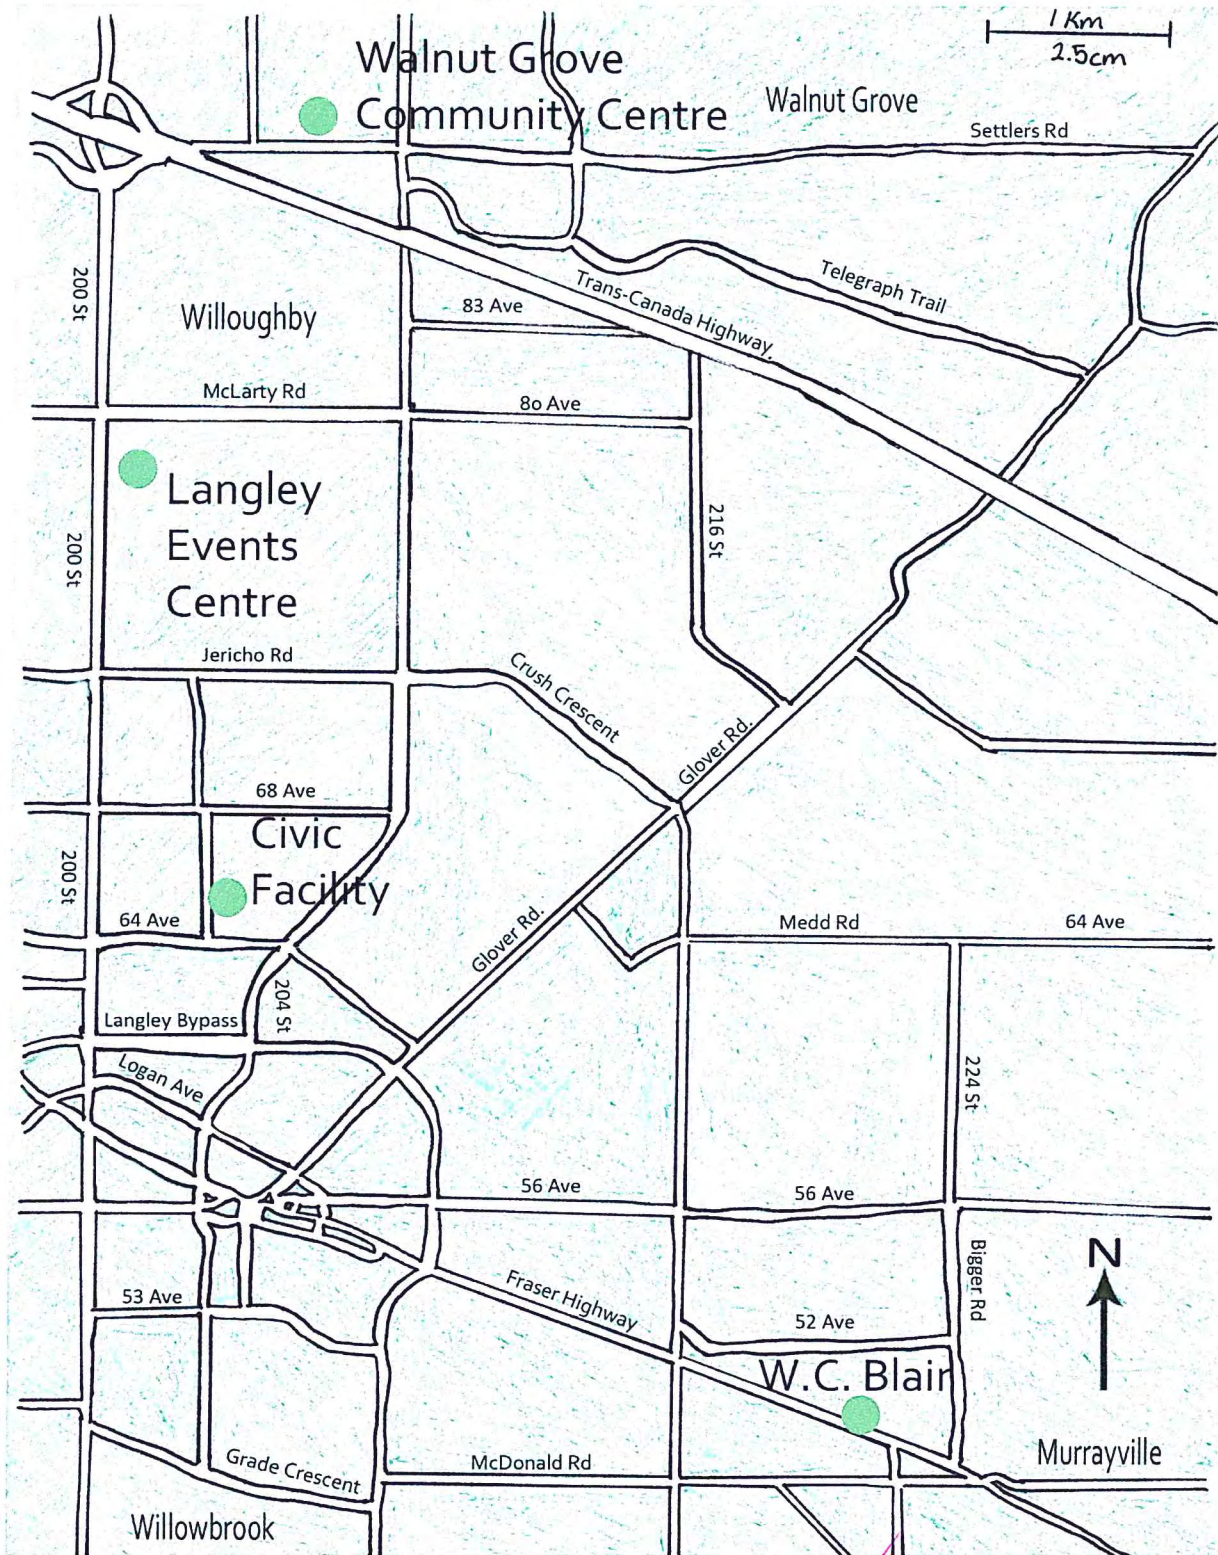 1 Km
2.5cm
Walnut Grove
Community Centre
Walnut Grove
Settlers Rd
200 St
Willoughby
83 Ave
Trans-Canada Highway.
Telegraph Trail
McLarty Rd
80 Ave
Langley
Events
Centre
200 St
216 St
Jericho Rd
Crush Crescent
Glover Rd.
68 Ave
Civic
Facility
200 St
64 Ave
Glover Rd.
Medd Rd
64 Ave
204 St
Langley Bypass
Logan Ave
224 St
56 Ave
56 Ave
N
Bigger Rd
53 Ave
Fraser Highway
52 Ave
W.C. Blair
Murrayville
Grade Crescent
McDonald Rd
Willowbrook